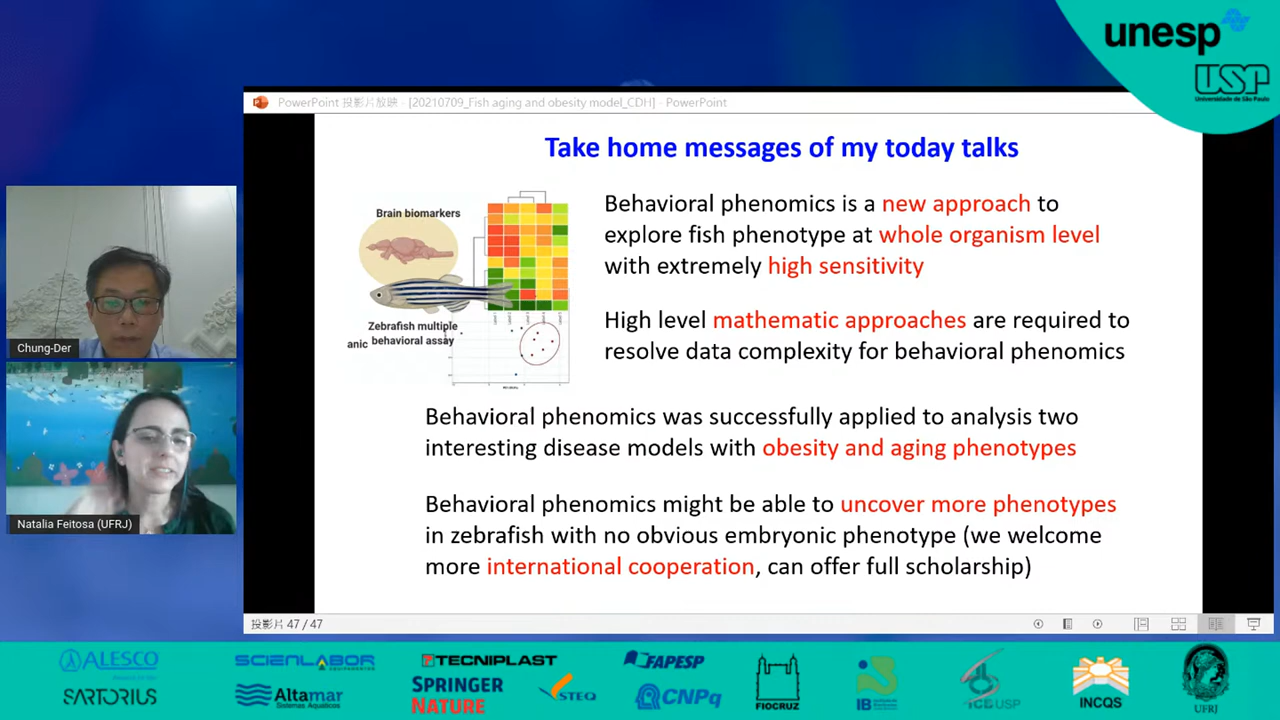 unesp
USP
Universidade de São Paulo
PowerPoint 投影片放映 - [20210709_Fish aging and obesity model_CDH] - PowerPoint
Take home messages of my today talks
Brain biomarkers
Zebrafish multiple
anic behavioral assay
Behavioral phenomics is a new approach to
explore fish phenotype at whole organism level
with extremely high sensitivity
High level mathematic approaches are required to
resolve data complexity for behavioral phenomics
Behavioral phenomics was successfully applied to analysis two
interesting disease models with obesity and aging phenotypes
Behavioral phenomics might be able to uncover more phenotypes
in zebrafish with no obvious embryonic phenotype (we welcome
more international cooperation, can offer full scholarship)
Chung-Der
Natalia Feitosa (UFRJ)
投影片 47 / 47
ALESCO
SCIENLABOR
TECNIPLAST
FAPESP
SARTORIUS
Altamar
Sistemas Aquáticos
SPRINGER
NATURE
STEQ
CNPq
FIOCRUZ
IB
ICB USP
INCQS
UFRJ